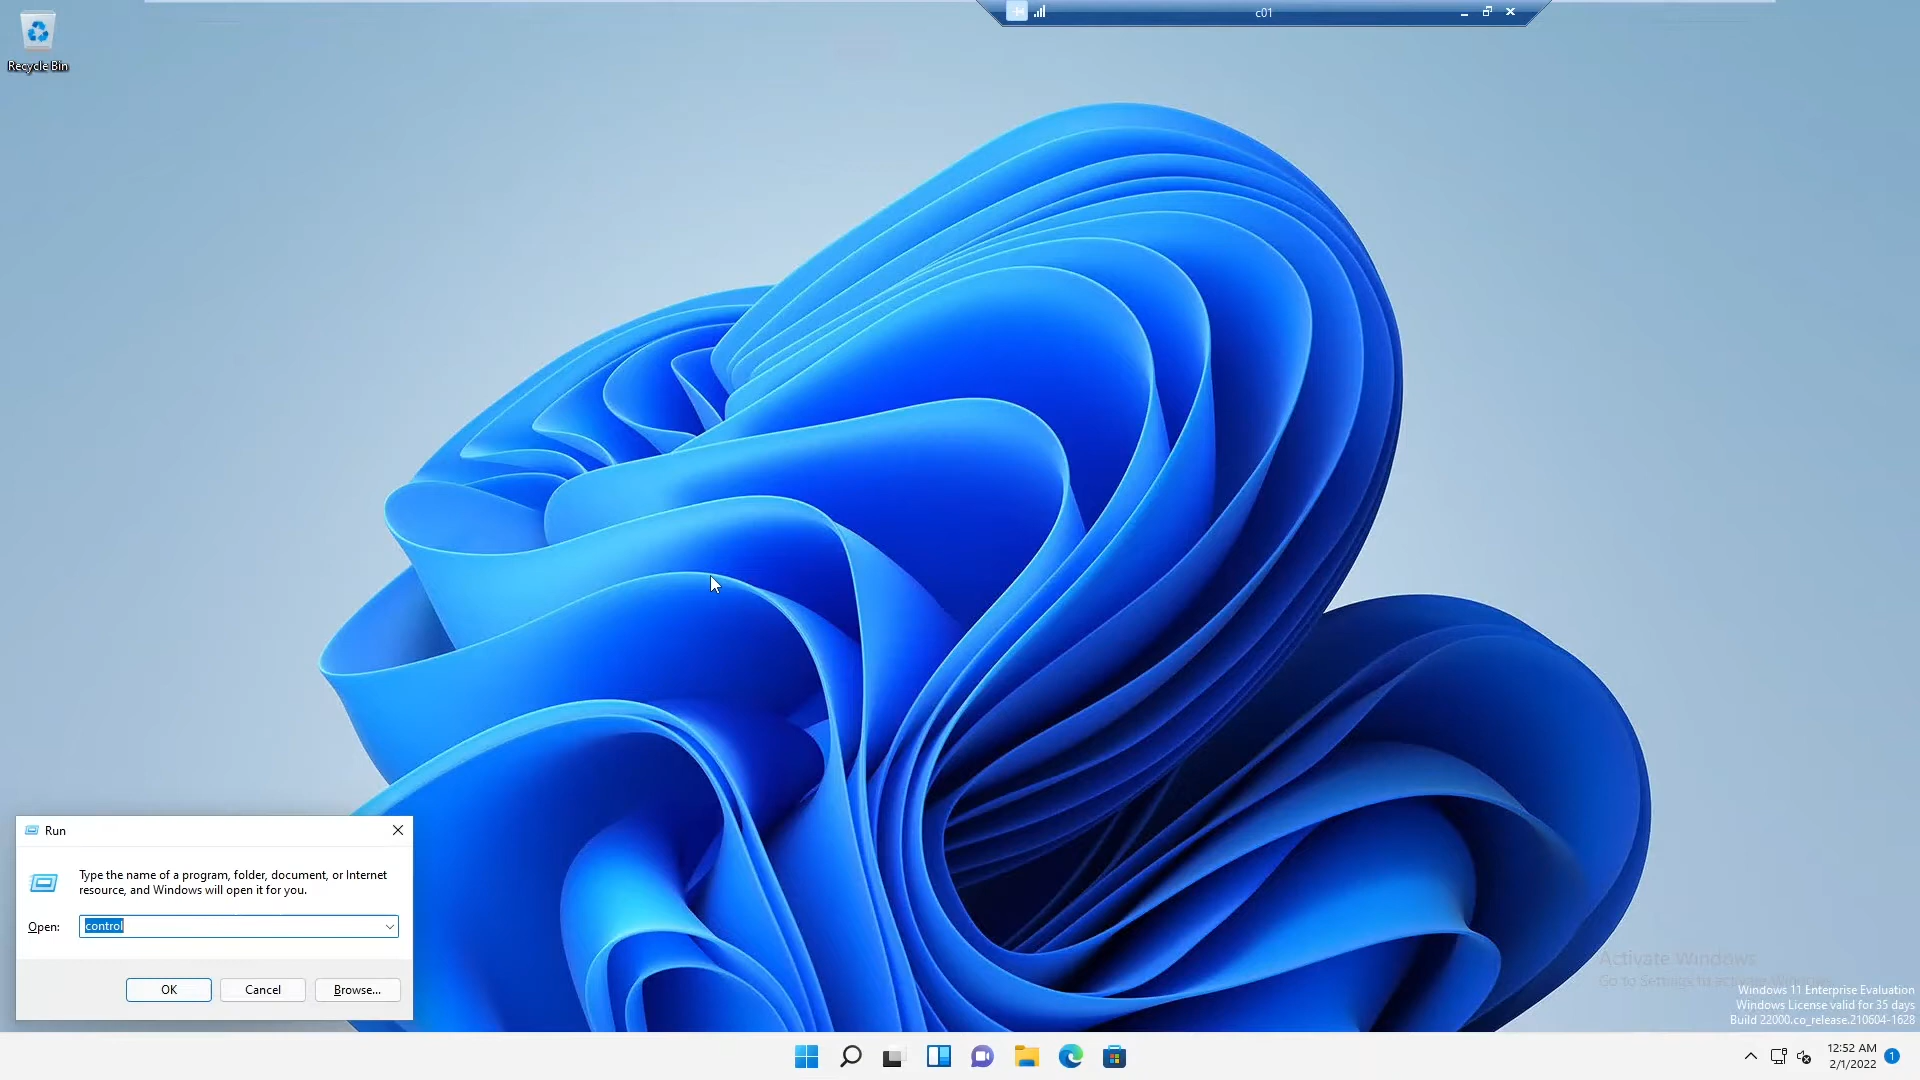 c01
Recycle Bin
Run
Type the name of a program, folder, document, or Internet
resource, and Windows will open it for you.
Open:
control
OK
Cancel
Browse...
Activate Windows
Go to Settings to activate Windows.
Windows 11 Enterprise Evaluation
Windows License valid for 35 days
Build 22000.co_release.210604-1628
12:52 AM
2/1/2022
1